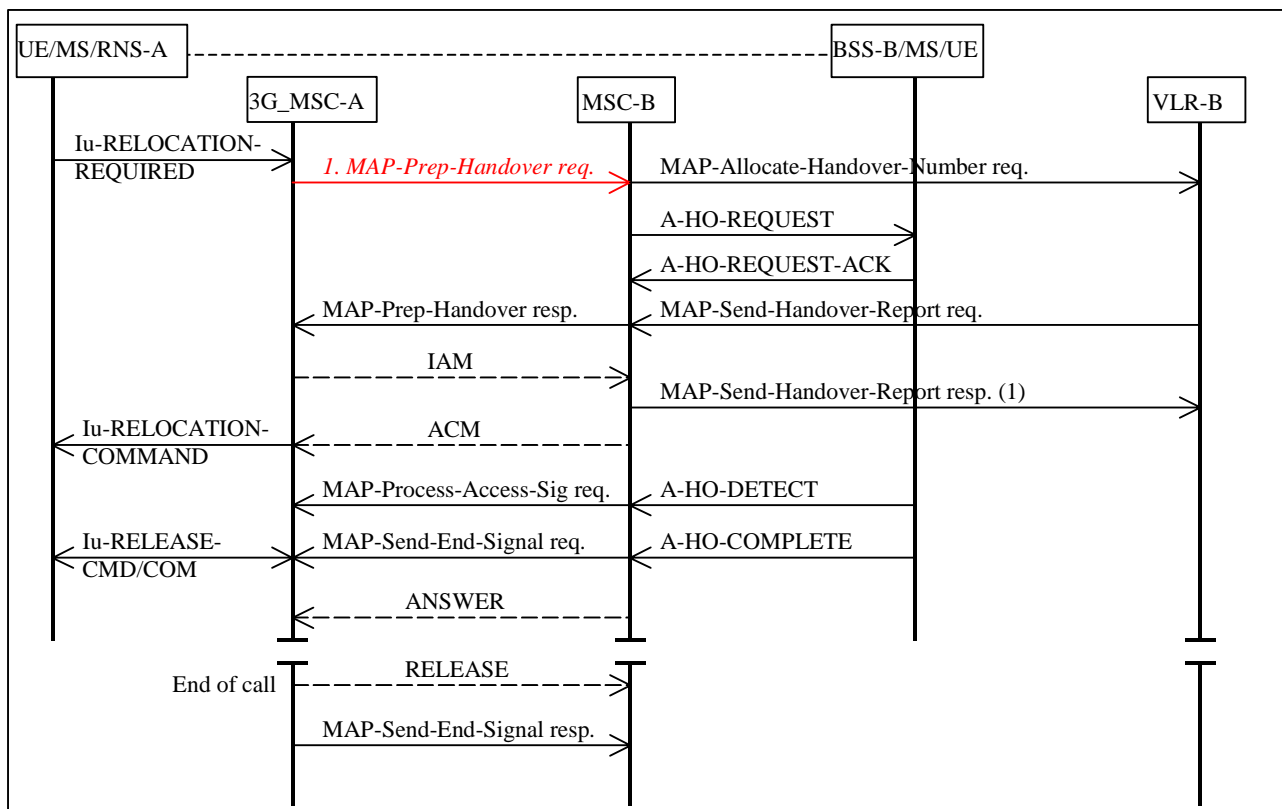 UE/MS/RNS-A
BSS-B/MS/UE
3G_MSC-A
MSC-B
VLR-B
Iu-RELOCATION-
REQUIRED
1. MAP-Prep-Handover req.
MAP-Allocate-Handover-Number req.
A-HO-REQUEST
A-HO-REQUEST-ACK
MAP-Prep-Handover resp.
MAP-Send-Handover-Report req.
IAM
MAP-Send-Handover-Report resp. (1)
Iu-RELOCATION-
COMMAND
ACM
MAP-Process-Access-Sig req.
A-HO-DETECT
Iu-RELEASE-
CMD/COM
MAP-Send-End-Signal req.
A-HO-COMPLETE
ANSWER
End of call
RELEASE
MAP-Send-End-Signal resp.